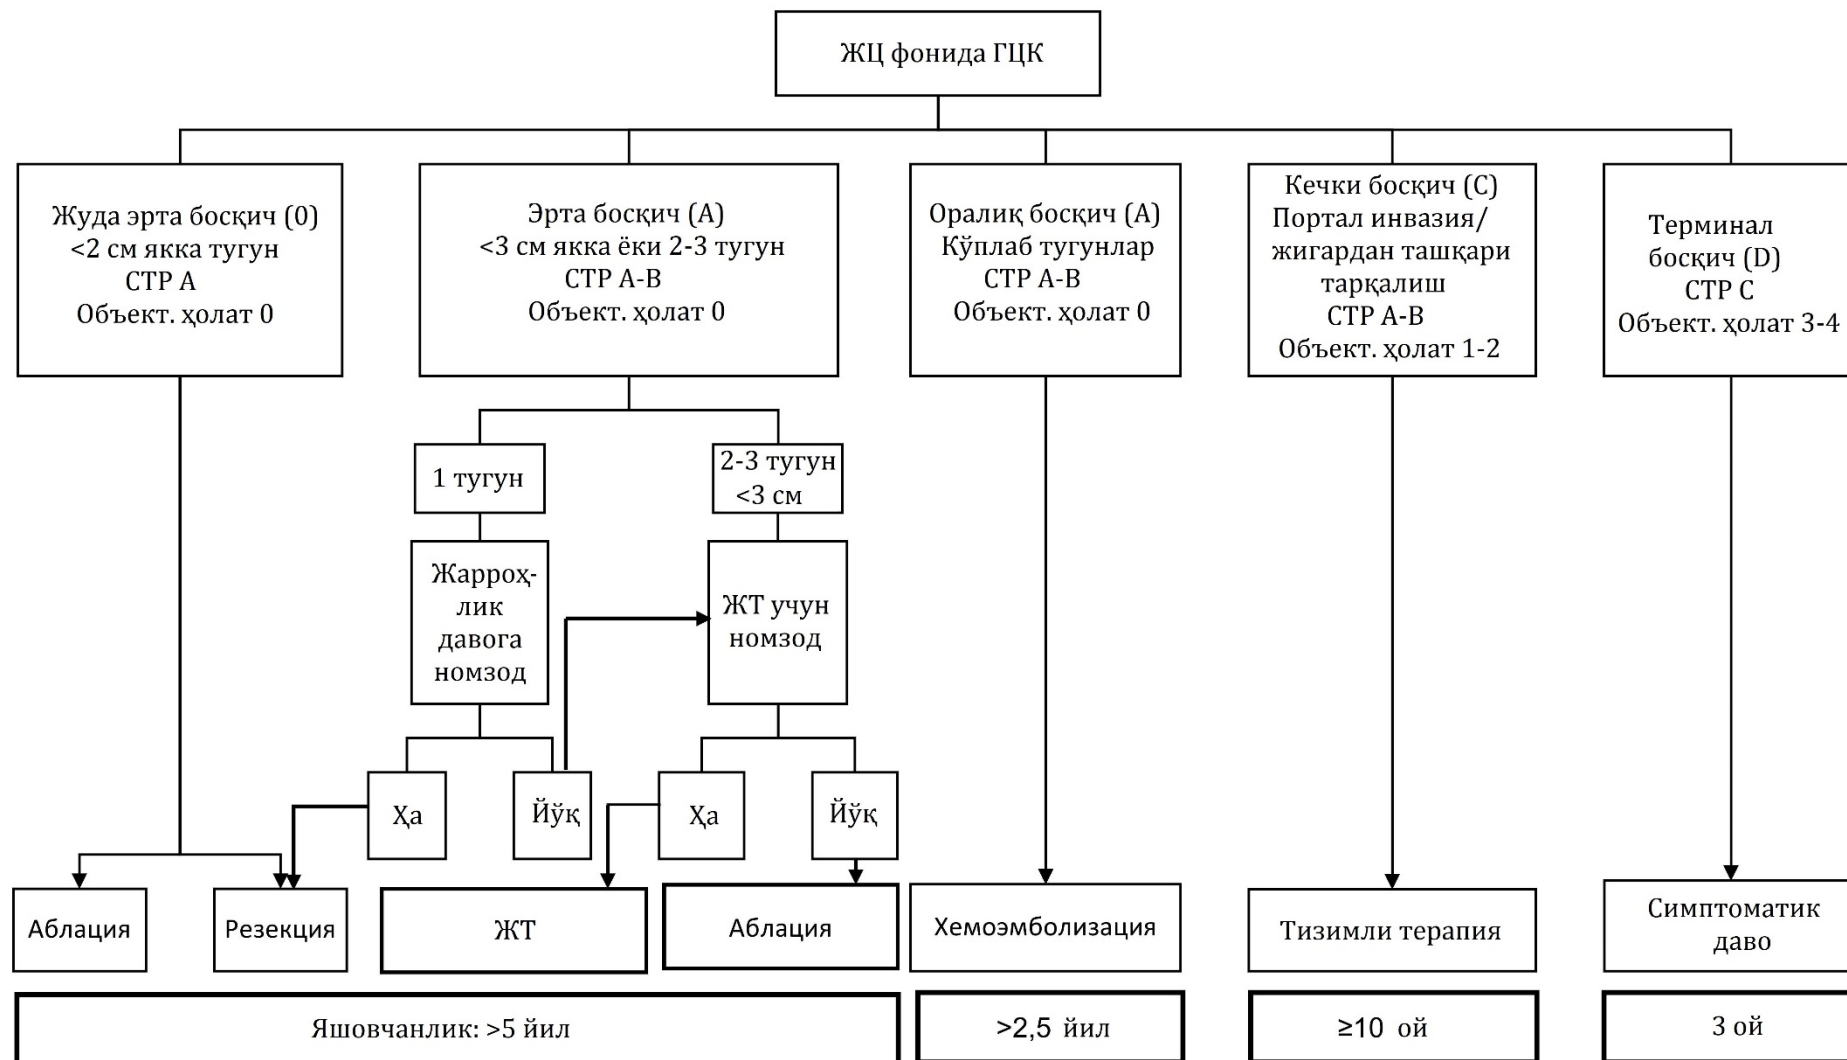 ЖЦ фонида ГЦК
Жуда эрта босқич (0)
<2 см якка тугун
СТР А
Объект. ҳолат 0
Эрта босқич (А)
<3 см якка ёки 2-3 тугун
СТР А-В
Объект. ҳолат 0
Оралиқ босқич (А)
Кўплаб тугунлар
СТР А-В
Объект. ҳолат 0
Кечки босқич (С)
Портал инвазия/
жигардан ташқари
тарқалиш
СТР А-В
Объект. ҳолат 1-2
Терминал
босқич (D)
СТР С
Объект. ҳолат 3-4
1 тугун
2-3 тугун
<3 см
Жарроҳ-
лик
давога
номзод
ЖТ учун
номзод
Ҳа
Йўқ
Ҳа
Йўқ
Аблация
Резекция
ЖТ
Аблация
Хемоэмболизация
Тизимли терапия
Симптоматик
даво
Яшовчанлик: >5 йил
>2,5 йил
≥10 ой
3 ой